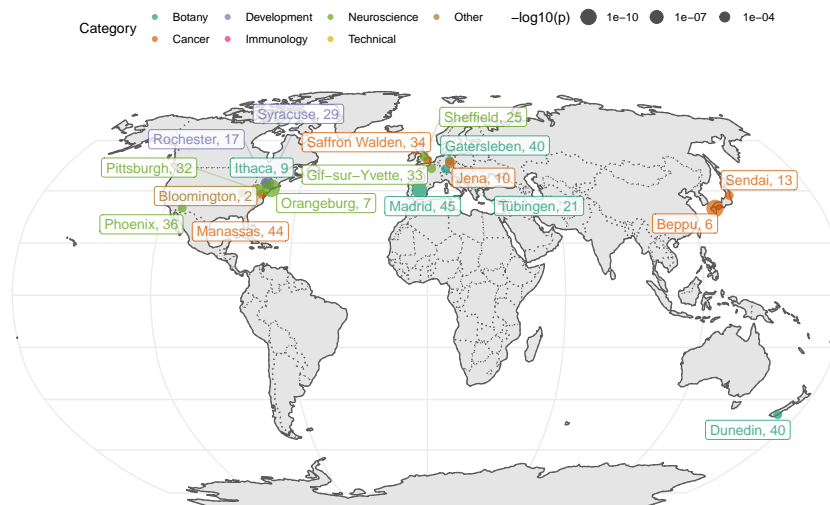 Category
Botany
Development
Neuroscience
Other
Cancer
Immunology
Technical
−log10(p)
1e−10
1e−07
1e−04
Syracuse, 29
Sheffield, 25
Rochester, 17
Saffron Walden, 34
Gatersleben, 40
Pittsburgh, 32
Ithaca, 9
Gif−sur−Yvette, 33
Jena, 10
Sendai, 13
Bloomington, 2
Orangeburg, 7
Madrid, 45
Tübingen, 21
Phoenix, 36
Manassas, 44
Beppu, 6
Dunedin, 40